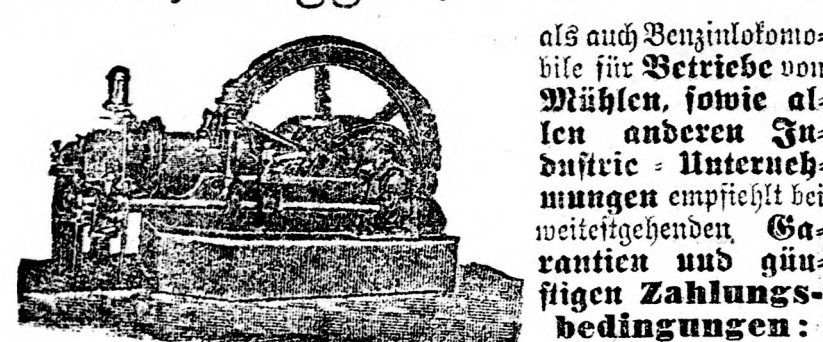 als auch Benzinlokomo=
bile für Betriebe von
Mühlen, sowie al=
len anderen In=
dustrie = Unterneh=
mungen empfiehlt bei
weitestgehenden Ga=
rantien und gün=
stigen Zahlungs-
bedingungen: